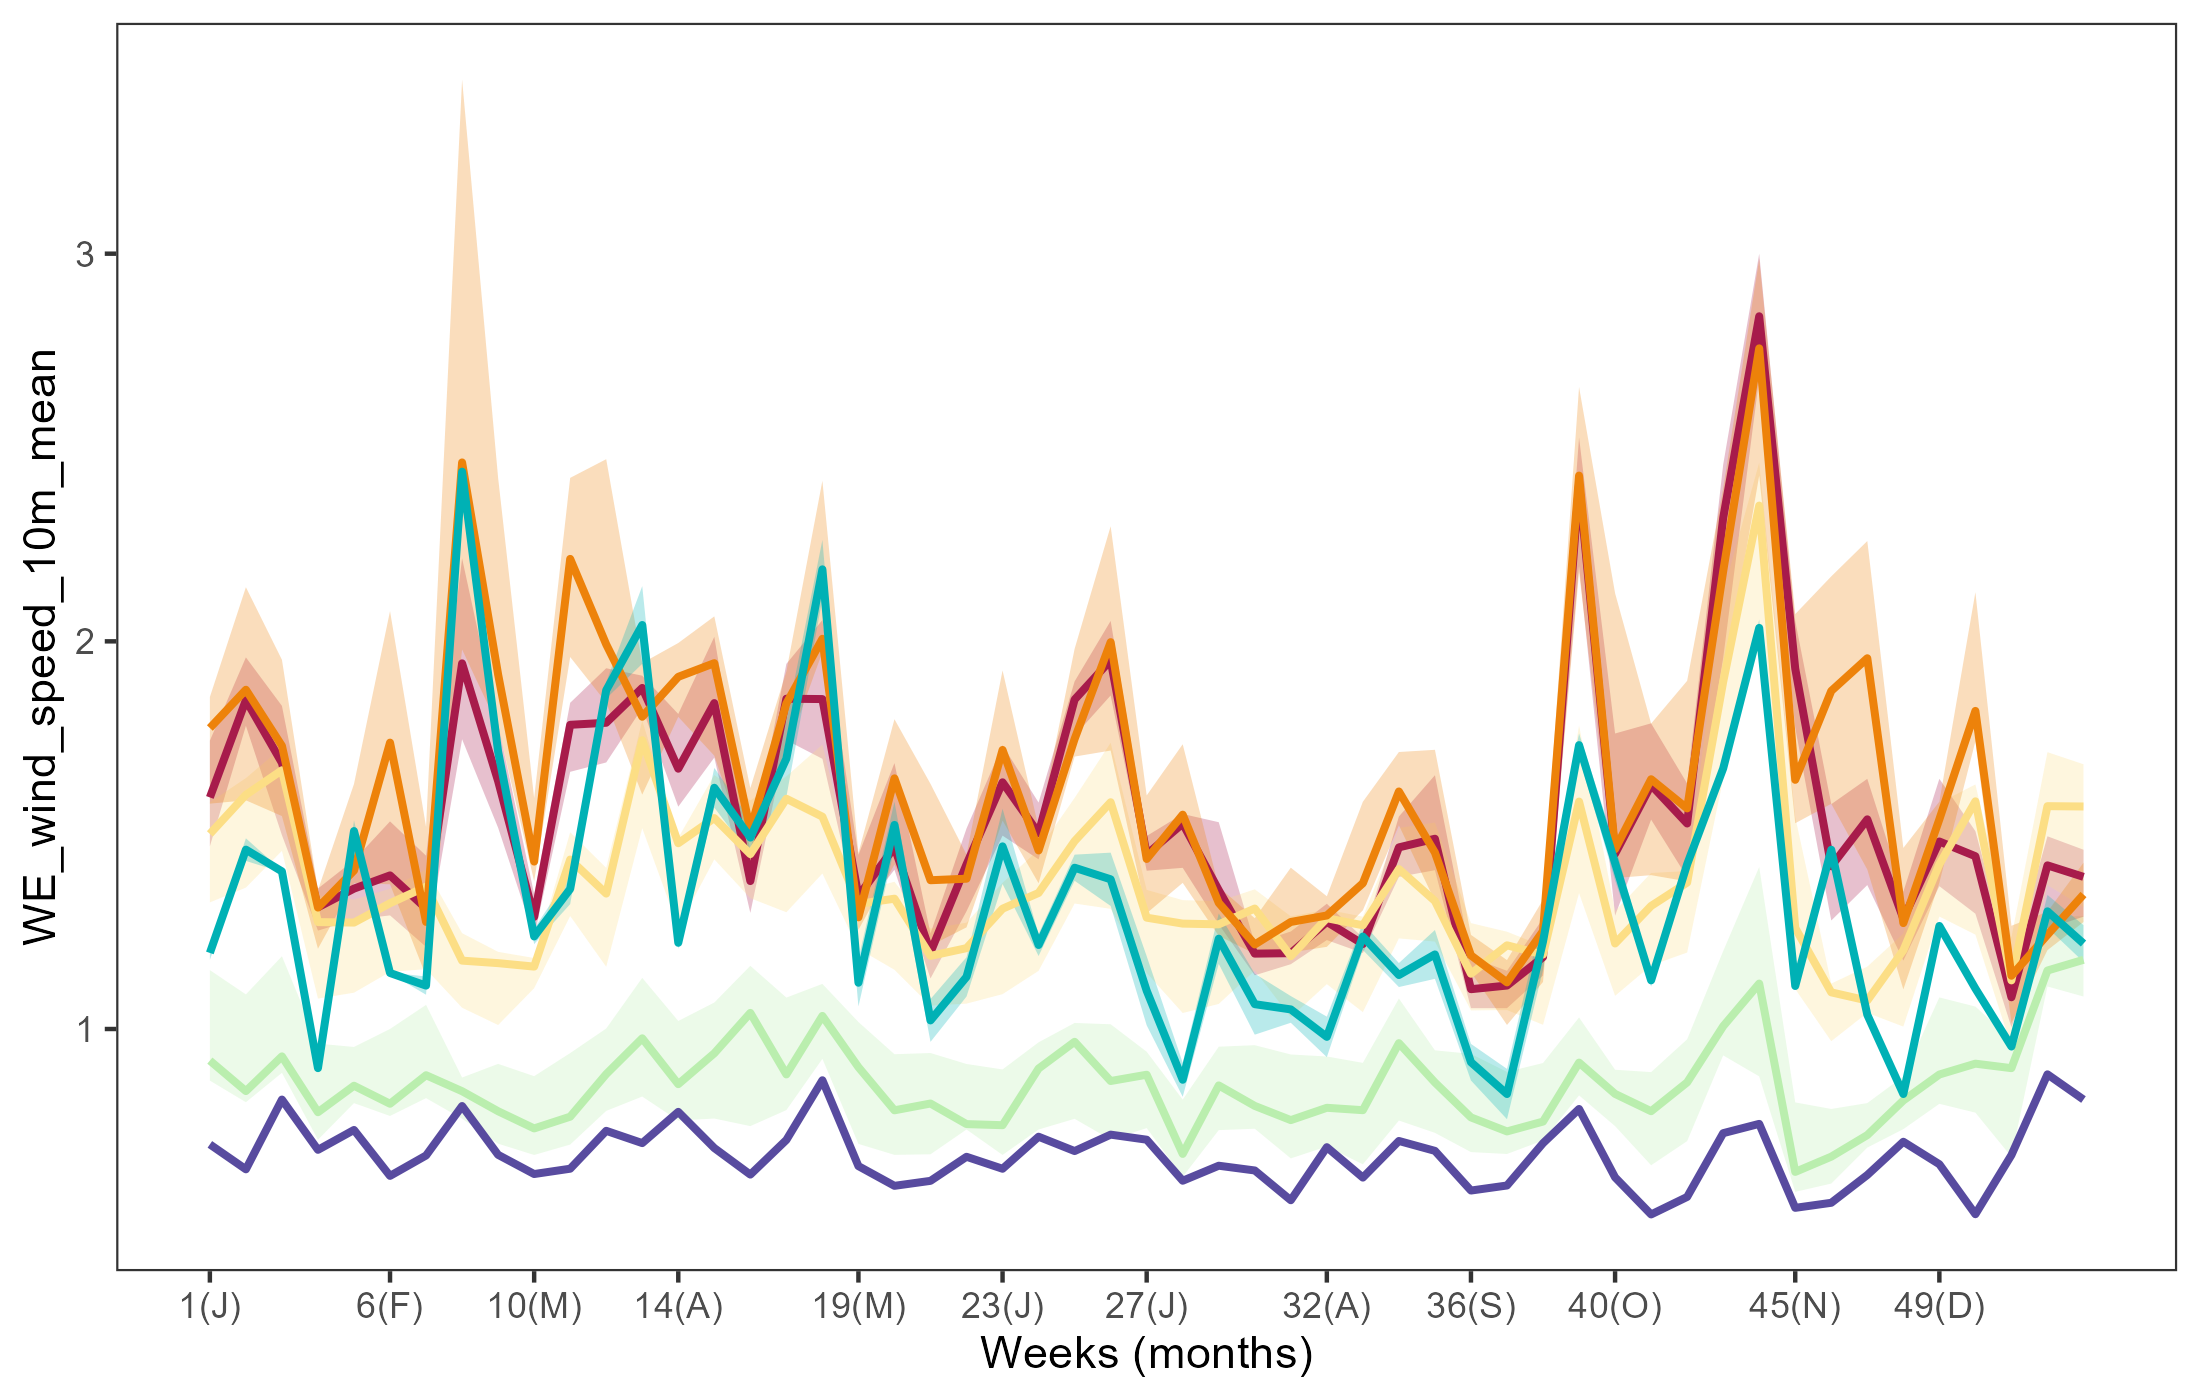 WE_wind_speed_10m_mean
3
2
1
1(J) 6(F) 10(M) 14(A) 19(M) 23(J) 27(J) 32(A) 36(S) 40(O) 45(N) 49(D)
Weeks (months)